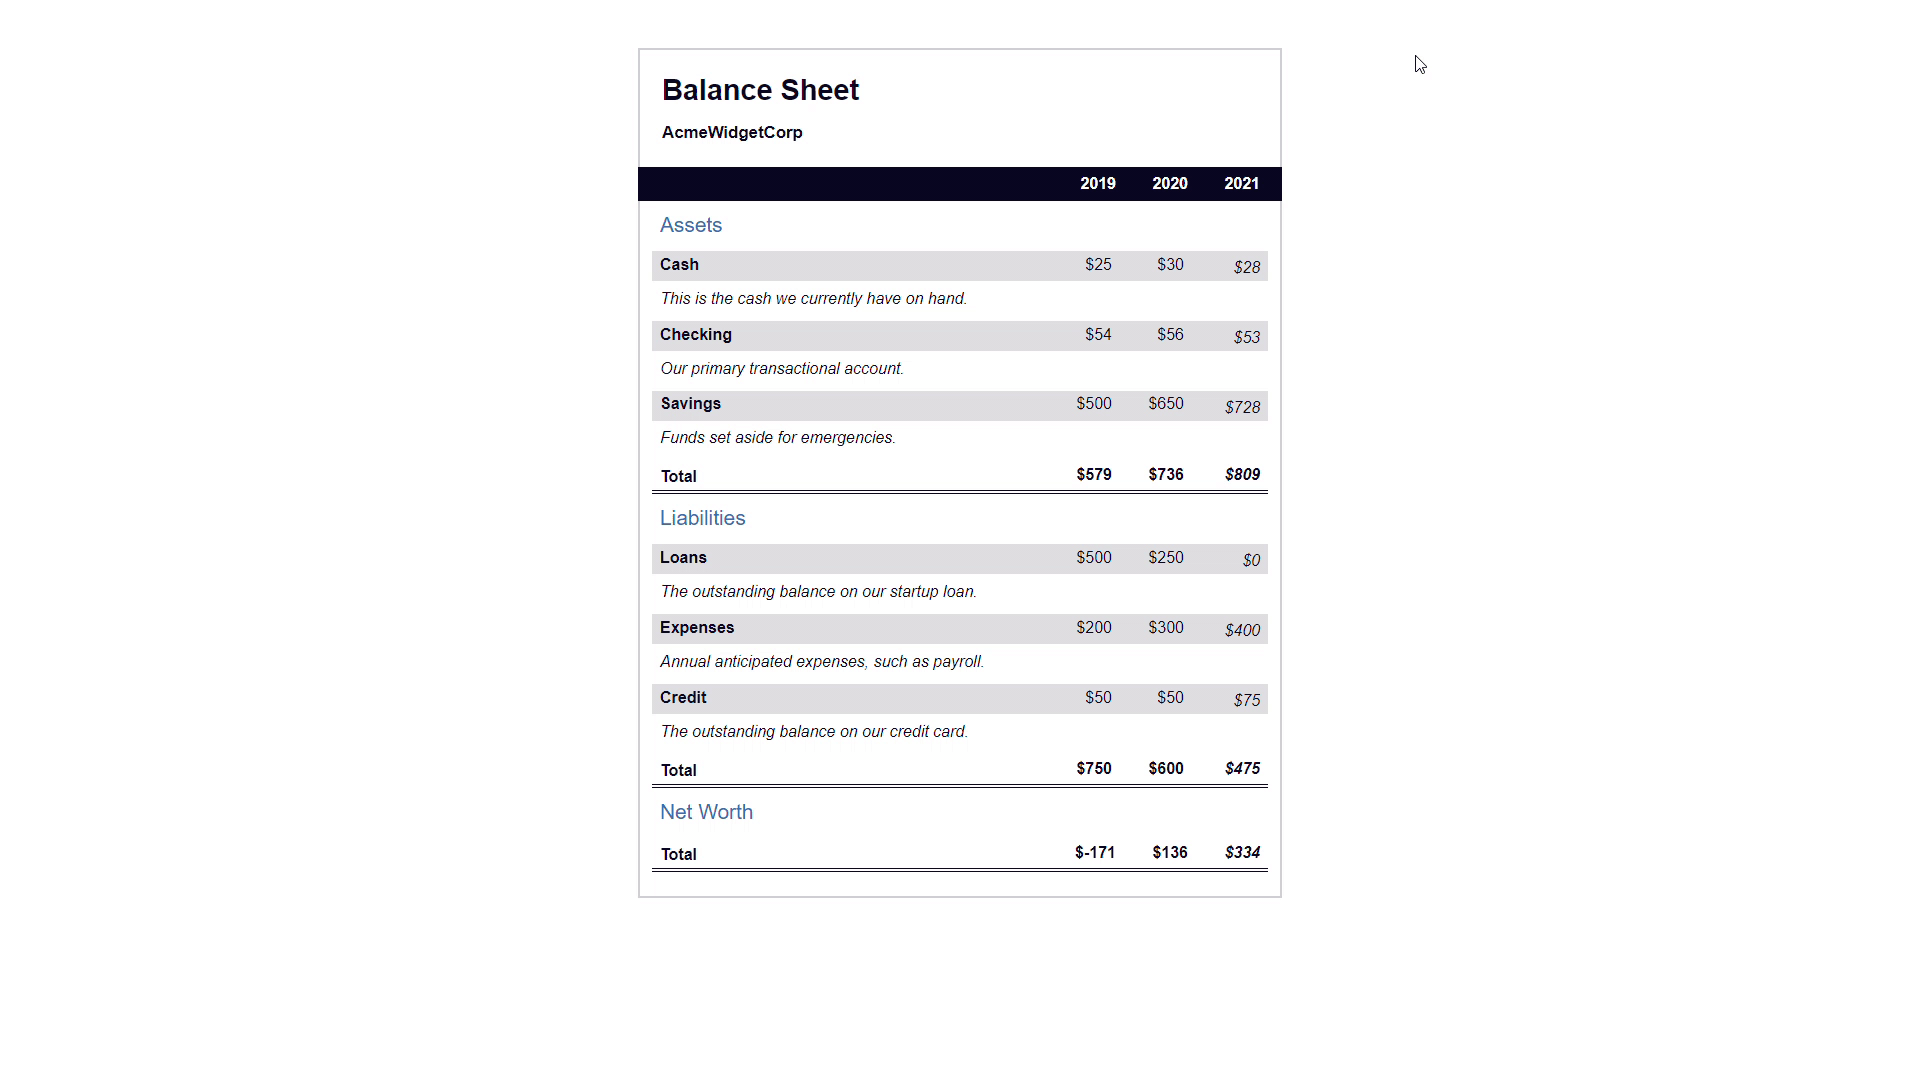 Balance Sheet
AcmeWidgetCorp
2019 2020 2021
Assets
Cash $25 $30 $28
This is the cash we currently have on hand.
Checking $54 $56 $53
Our primary transactional account.
Savings $500 $650 $728
Funds set aside for emergencies.
Total $579 $736 $809
Liabilities
Loans $500 $250 $0
The outstanding balance on our startup loan.
Expenses $200 $300 $400
Annual anticipated expenses, such as payroll.
Credit $50 $50 $75
The outstanding balance on our credit card.
Total $750 $600 $475
Net Worth
Total $-171 $136 $334